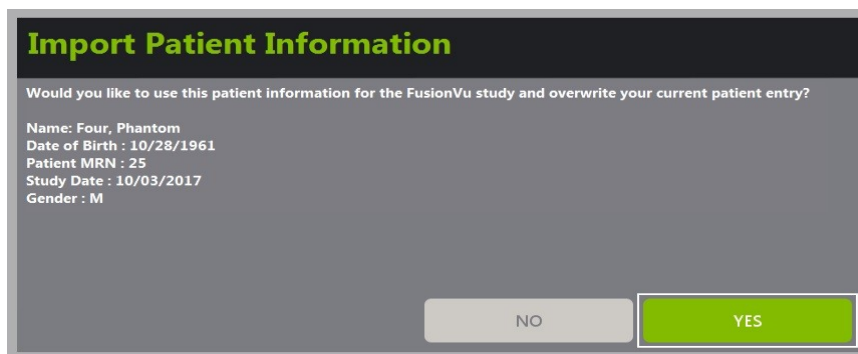 Import Patient Information
Would you like to use this patient information for the FusionVu study and overwrite your current patient entry?
Name: Four, Phantom
Date of Birth : 10/28/1961
Patient MRN : 25
Study Date : 10/03/2017
Gender : M
NO
YES